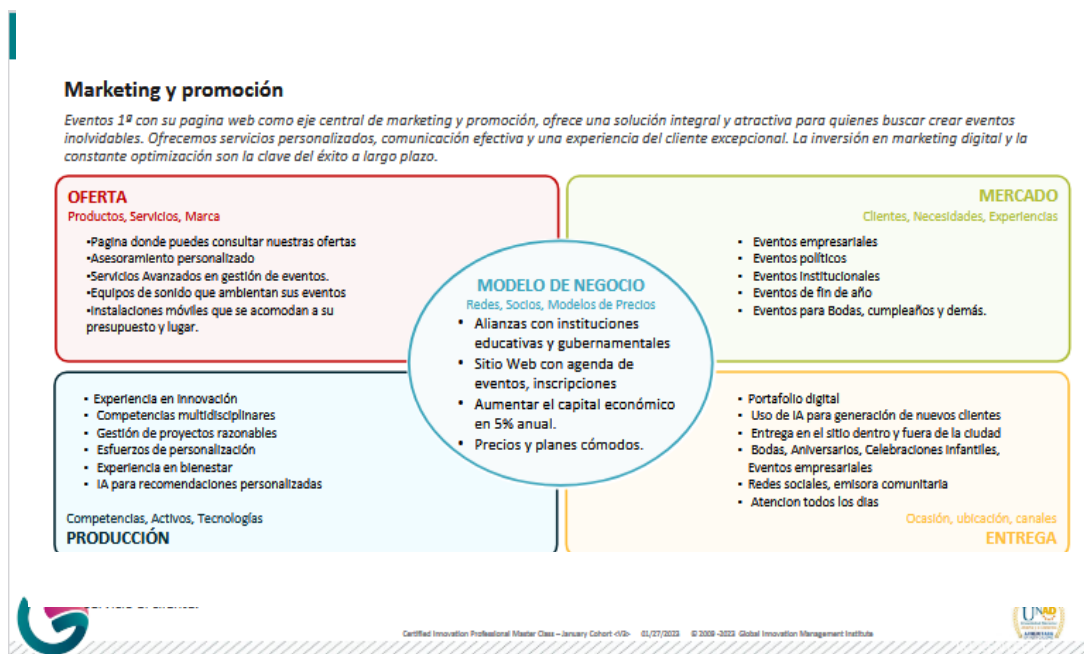 Marketing y promoción
Eventos 1ª con su pagina web como eje central de marketing y promoción, ofrece una solución integral y atractiva para quienes buscar crear eventos
inolvidables. Ofrecemos servicios personalizados, comunicación efectiva y una experiencia del cliente excepcional. La inversión en marketing digital y la
constante optimización son la clave del éxito a largo plazo.
OFERTA
Productos, Servicios, Marca
•Pagina donde puedes consultar nuestras ofertas
•Asesoramiento personalizado
•Servicios Avanzados en gestión de eventos.
•Equipos de sonido que ambientan sus eventos
•Instalaciones móviles que se acomodan a su
presupuesto y lugar.
MERCADO
Clientes, Necesidades, Experiencias
• Eventos empresariales
• Eventos políticos
• Eventos Institucionales
• Eventos de fin de año
• Eventos para Bodas, cumpleaños y demás.
MODELO DE NEGOCIO
Redes, Socios, Modelos de Precios
• Alianzas con instituciones
educativas y gubernamentales
• Sitio Web con agenda de
eventos, inscripciones
• Aumentar el capital económico
en 5% anual.
• Precios y planes cómodos.
• Experiencia en Innovación
• Competencias multidisciplinares
• Gestión de proyectos razonables
• Esfuerzos de personalización
• Experiencia en bienestar
• IA para recomendaciones personalizadas
Competencias, Activos, Tecnologías
PRODUCCIÓN
• Portafolio digital
• Uso de IA para generación de nuevos clientes
• Entrega en el sitio dentro y fuera de la ciudad
• Bodas, Aniversarios, Celebraciones Infantiles,
Eventos empresariales
• Redes sociales, emisora comunitaria
• Atencion todos los dias
Ocasión, ubicación, canales
ENTREGA
Certified Innovation Professional Master Class – January Cohort <V2> 01/27/2023 © 2009 -2023 Global Innovation Management Institute
UNAD